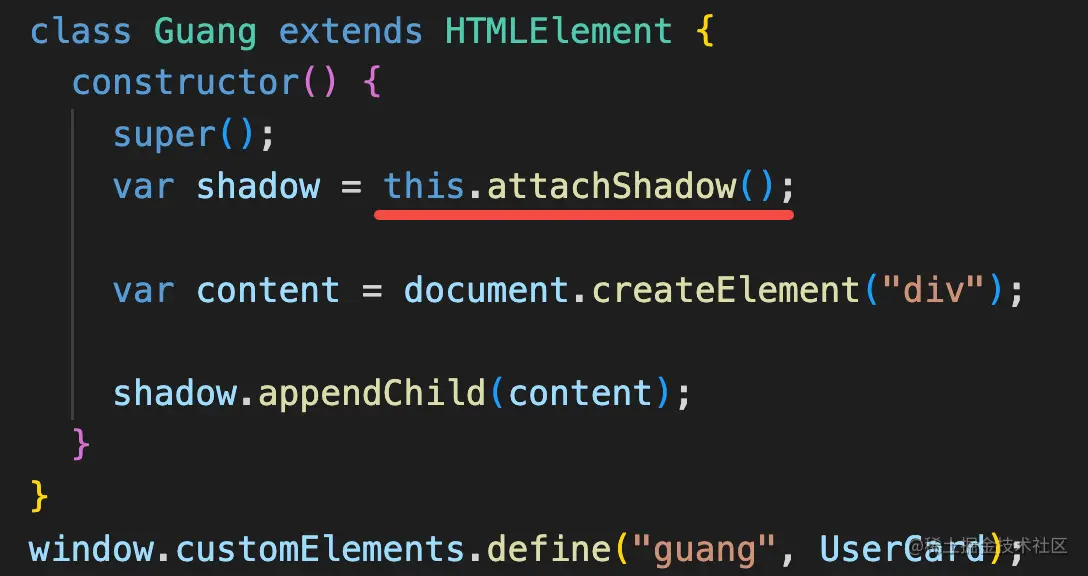 class Guang extends HTMLElement {
  constructor() {
    super();
    var shadow = this.attachShadow();
    var content = document.createElement("div");
    shadow.appendChild(content);
  }
}
window.customElements.define("guang", UserCard);
@稀土掘金技术社区